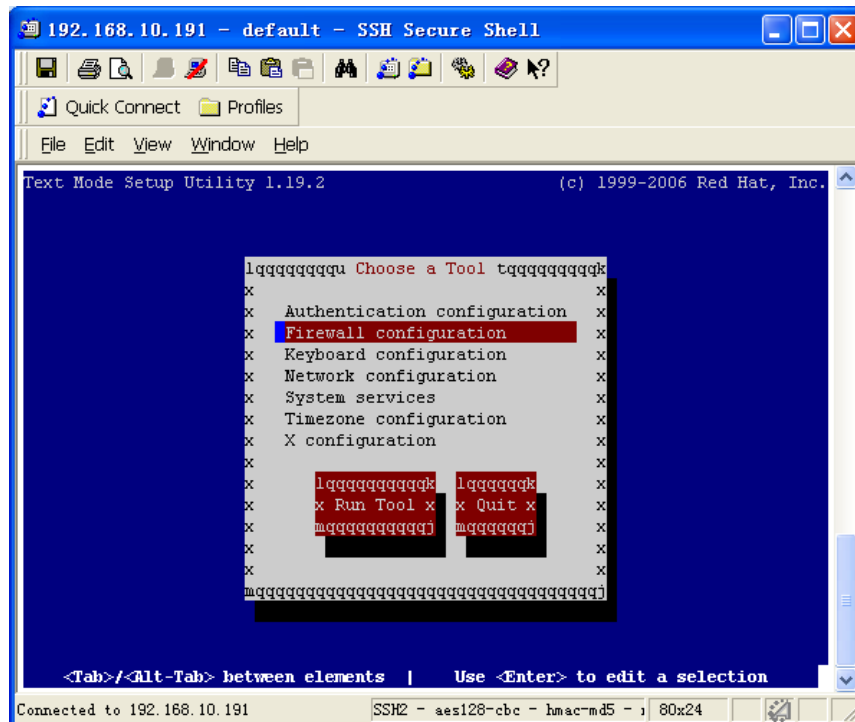 192.168.10.191 - default - SSH Secure Shell
Quick Connect Profiles
File Edit View Window Help
Text Mode Setup Utility 1.19.2 (c) 1999-2006 Red Hat, Inc.
lqqqqqqqqu Choose a Tool tqqqqqqqqqk
x x
x Authentication configuration x
x Firewall configuration x
x Keyboard configuration x
x Network configuration x
x System services x
x Timezone configuration x
x X configuration x
x x
x lqqqqqqqqqqk lqqqqqqk x
x x Run Tool x x Quit x x
x mqqqqqqqqqqj mqqqqqqj x
x x
x x
mqqqqqqqqqqqqqqqqqqqqqqqqqqqqqqqqqqj
<Tab>/<Alt-Tab> between elements | Use <Enter> to edit a selection
Connected to 192.168.10.191 SSH2 - aes128-cbc - hmac-md5 - 80x24